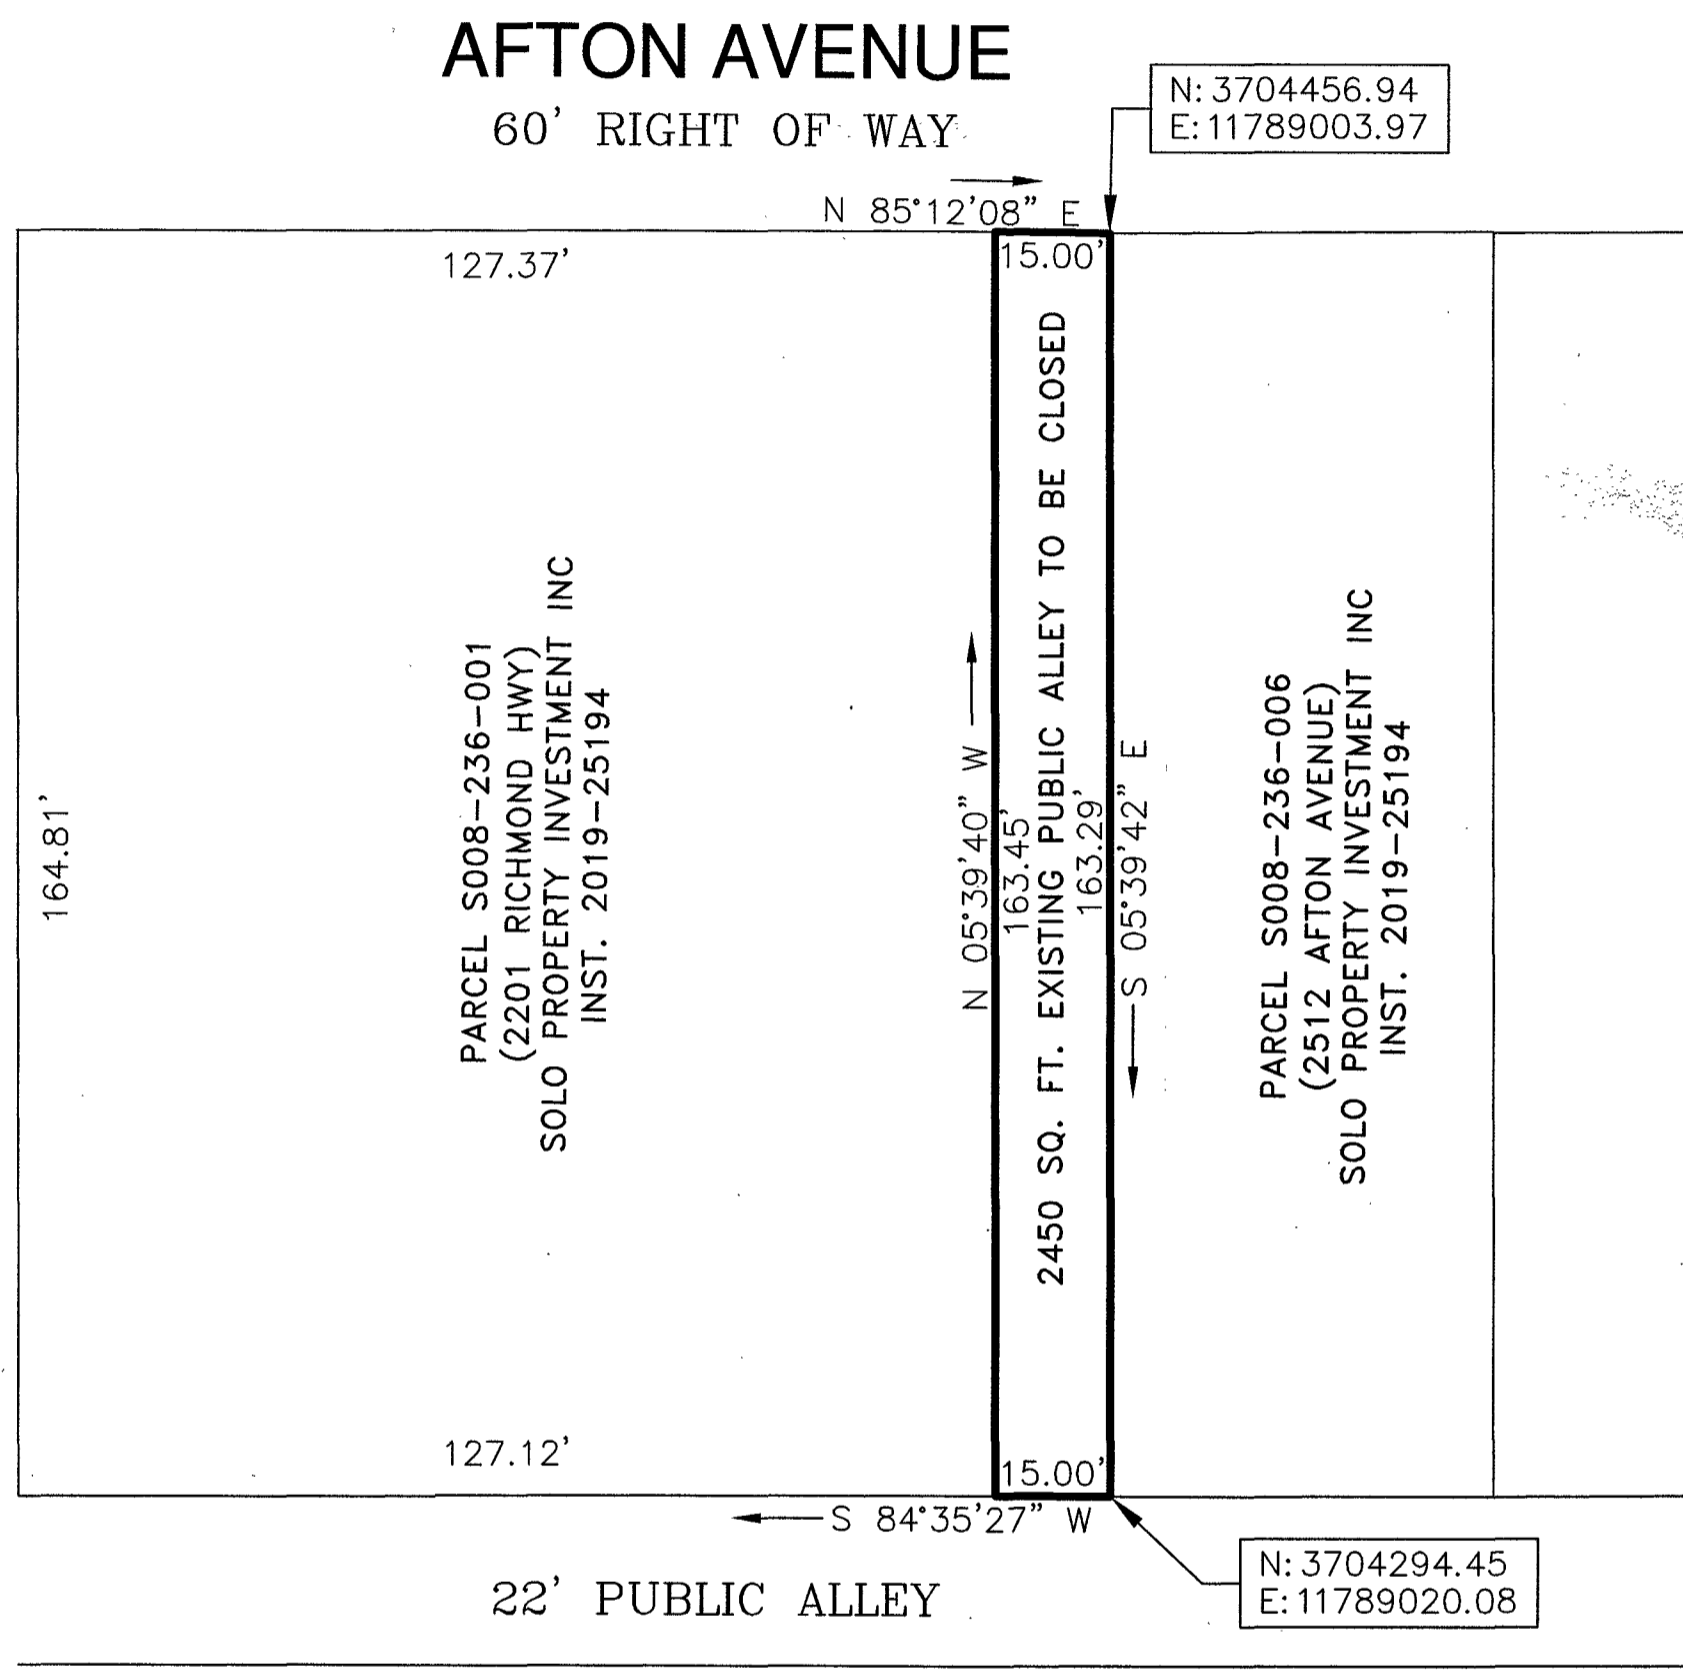 AFTON AVENUE
60' RIGHT OF WAY
N: 3704456.94
E: 11789003.97
N 85°12'08" E
127.37'
15.00'
164.81'
PARCEL S008-236-001
(2201 RICHMOND HWY)
SOLO PROPERTY INVESTMENT INC
INST. 2019-25194
N 05°39'40" W
163.45'
2450 SQ. FT. EXISTING PUBLIC ALLEY TO BE CLOSED
163.29'
S 05°39'42" E
PARCEL S008-236-006
(2512 AFTON AVENUE)
SOLO PROPERTY INVESTMENT INC
INST. 2019-25194
127.12'
15.00'
S 84°35'27" W
22' PUBLIC ALLEY
N: 3704294.45
E: 11789020.08